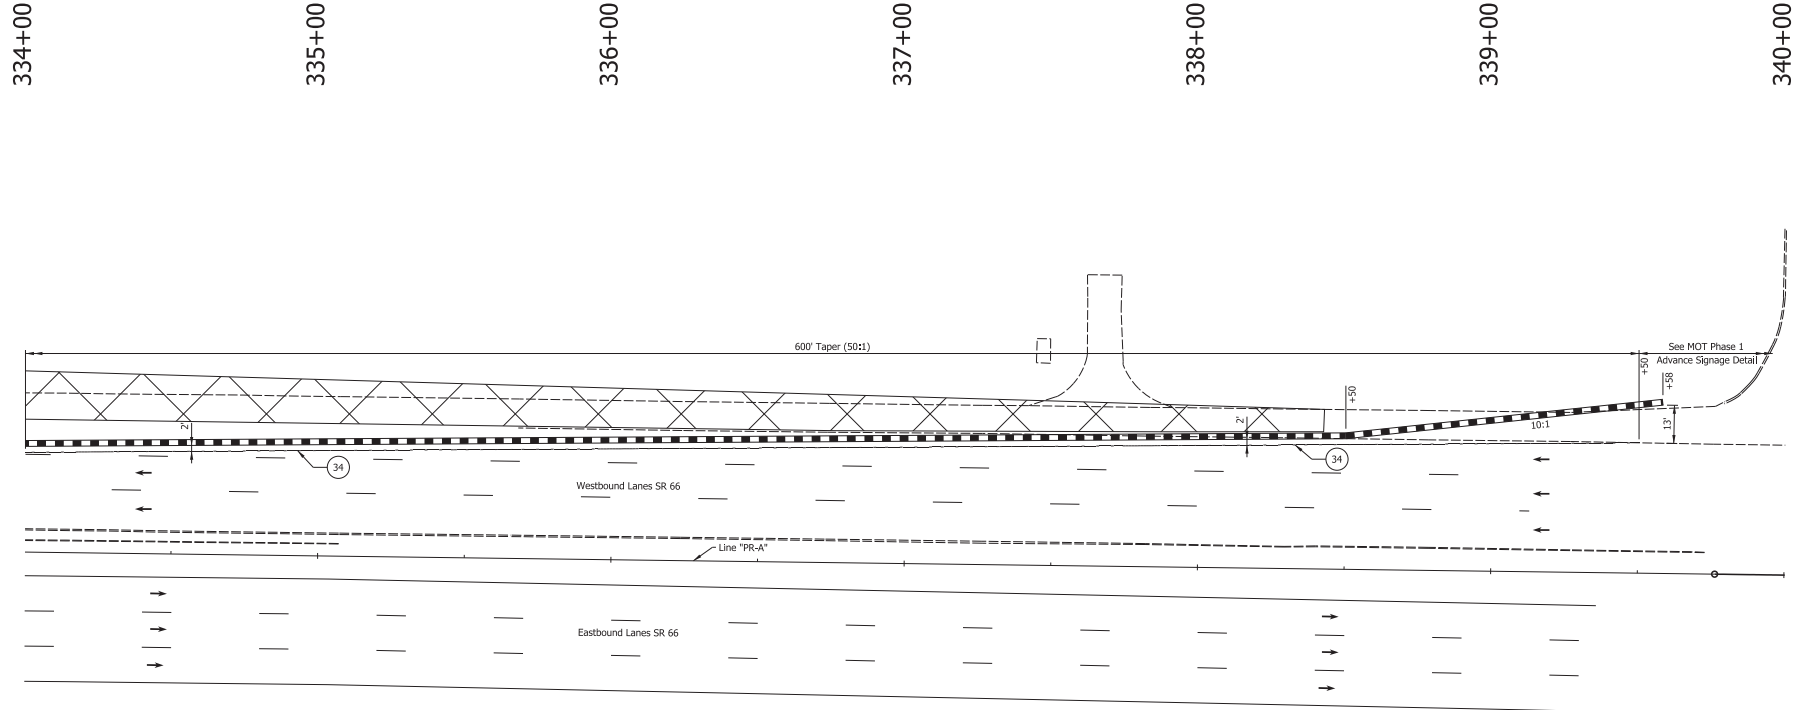 334+00
335+00
336+00
337+00
338+00
339+00
340+00
600' Taper (50:1)
See MOT Phase 1
Advance Signage Detail
+50
+58
+50
2'
2'
13'
10:1
34
34
Westbound Lanes SR 66
Line "PR-A"
Eastbound Lanes SR 66